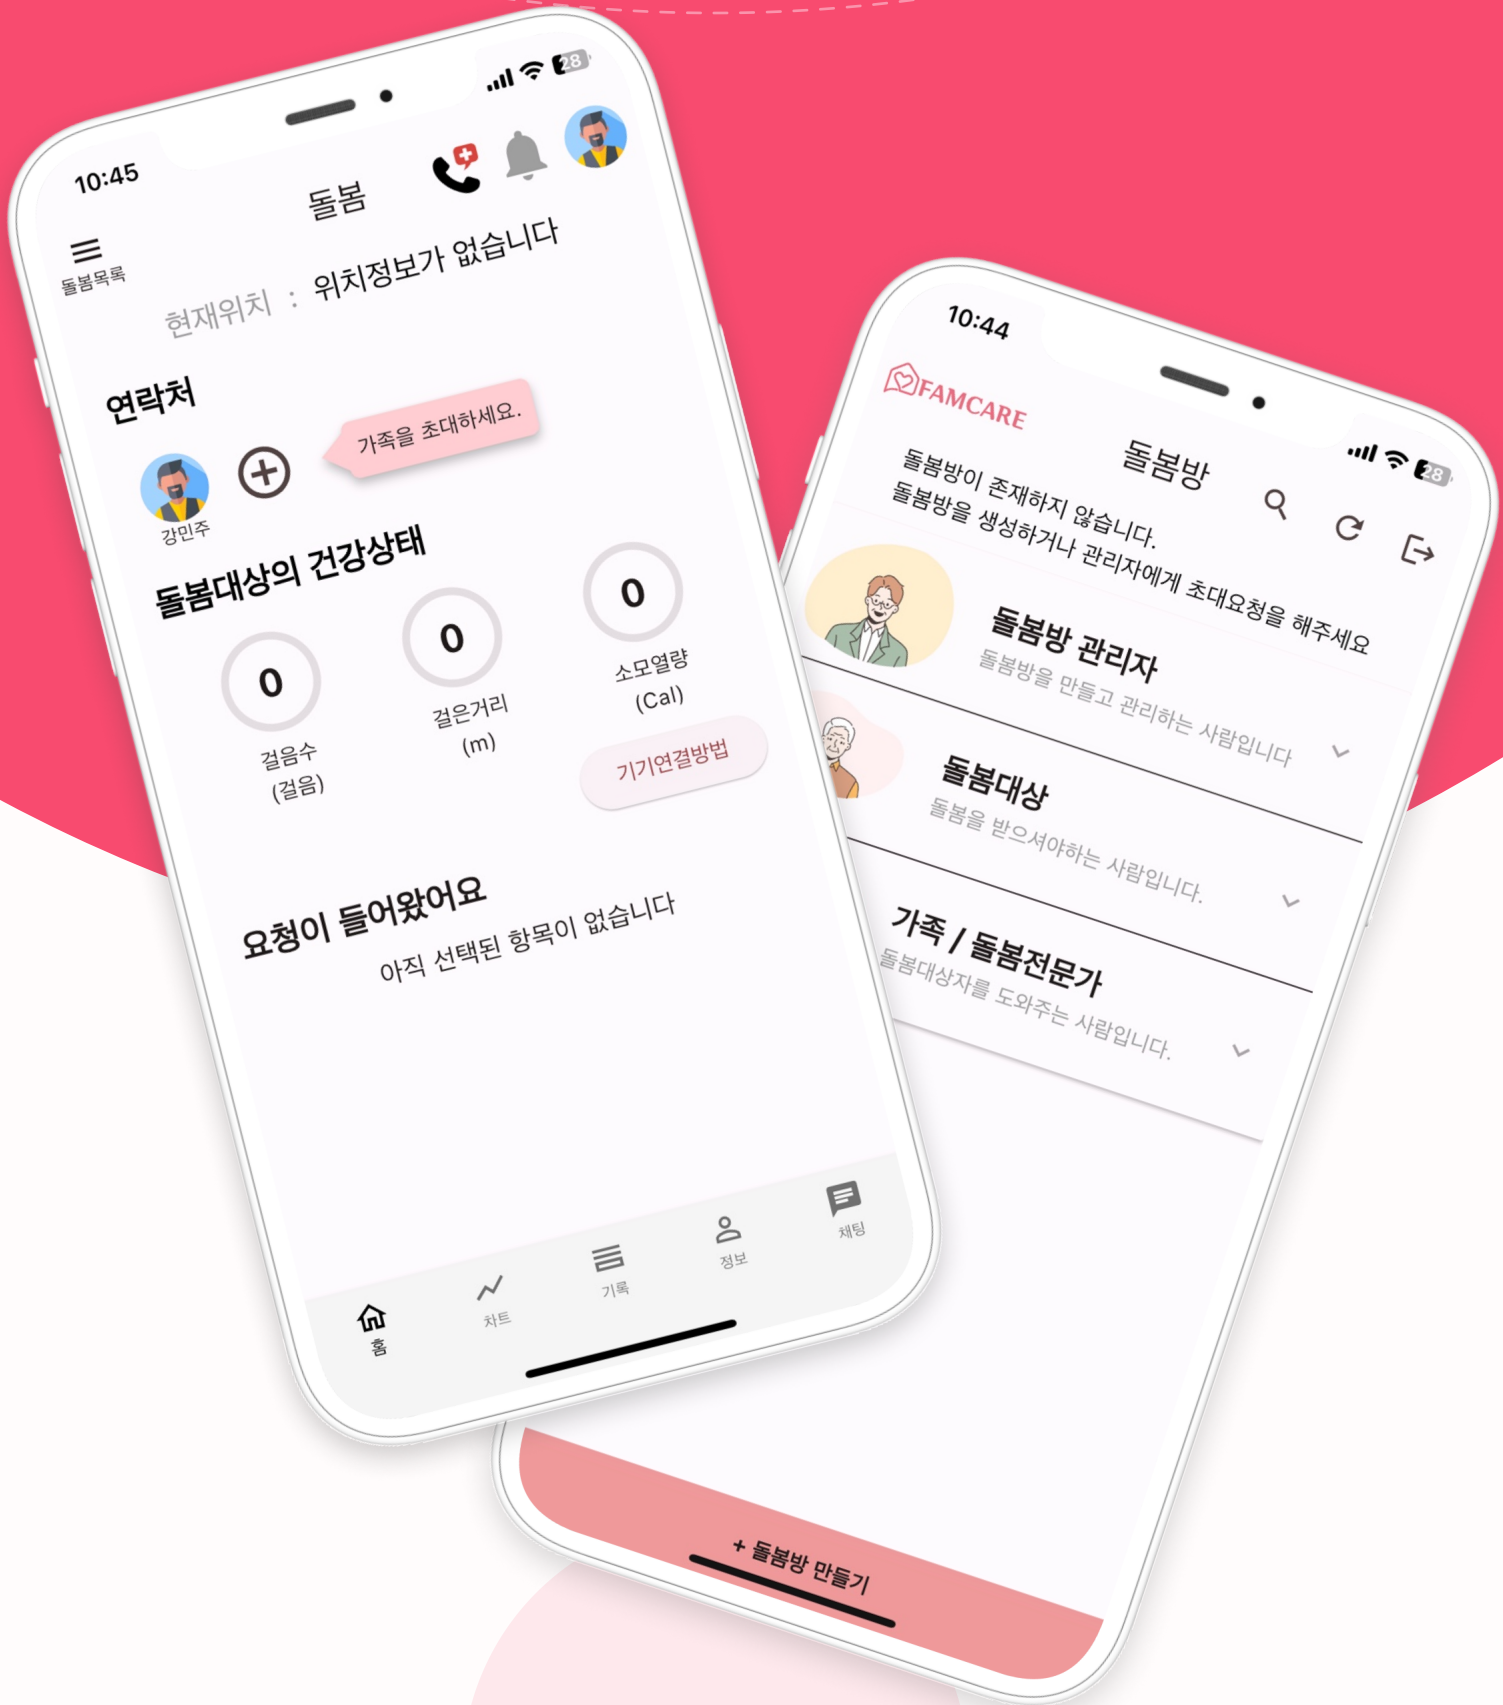 10:45
28
돌봄
돌봄목록
현재위치 : 위치정보가 없습니다
연락처
가족을 초대하세요.
강민주
돌봄대상의 건강상태
0
0
0
걸음수
(걸음)
걸은거리
(m)
소모열량
(Cal)
기기연결방법
요청이 들어왔어요
아직 선택된 항목이 없습니다
홈
차트
기록
정보
채팅
10:44
28
FAMCARE
돌봄방
돌봄방이 존재하지 않습니다.
돌봄방을 생성하거나 관리자에게 초대요청을 해주세요
돌봄방 관리자
돌봄방을 만들고 관리하는 사람입니다
돌봄대상
돌봄을 받으셔야하는 사람입니다.
가족 / 돌봄전문가
돌봄대상자를 도와주는 사람입니다.
+ 돌봄방 만들기